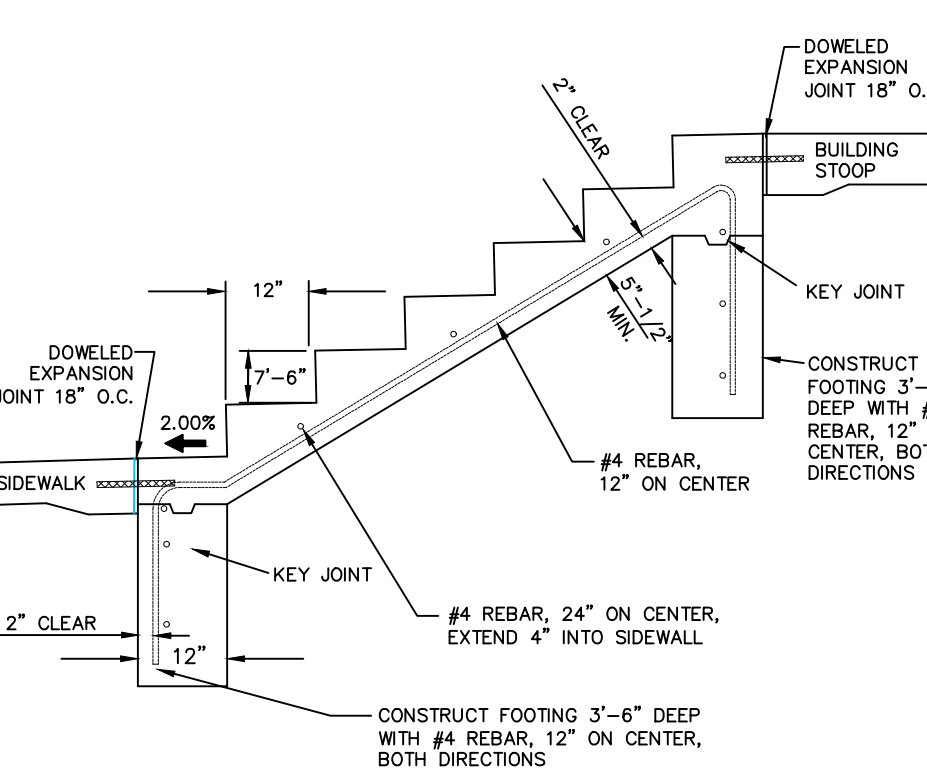 DOWELED
EXPANSION
JOINT 18" O.
2" CLEAR
BUILDING
STOOP
12"
5"-1/2"
MIN.
KEY JOINT
DOWELED
EXPANSION
JOINT 18" O.C.
7'-6"
CONSTRUCT
FOOTING 3'-
DEEP WITH #
REBAR, 12"
CENTER, BOT
DIRECTIONS
2.00%
#4 REBAR,
12" ON CENTER
SIDEWALK
KEY JOINT
#4 REBAR, 24" ON CENTER,
EXTEND 4" INTO SIDEWALL
2" CLEAR
12"
CONSTRUCT FOOTING 3'-6" DEEP
WITH #4 REBAR, 12" ON CENTER,
BOTH DIRECTIONS